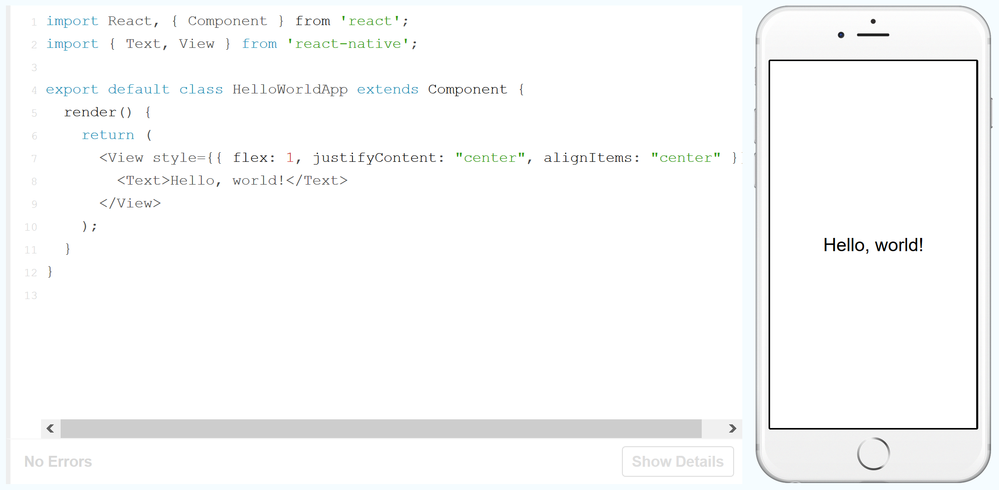 1 import React, { Component } from 'react';
2 import { Text, View } from 'react-native';
3
4 export default class HelloWorldApp extends Component {
5   render() {
6     return (
7       <View style={{ flex: 1, justifyContent: "center", alignItems: "center" }
8         <Text>Hello, world!</Text>
9       </View>
10     );
11   }
12 }
13
No Errors
Show Details
Hello, world!